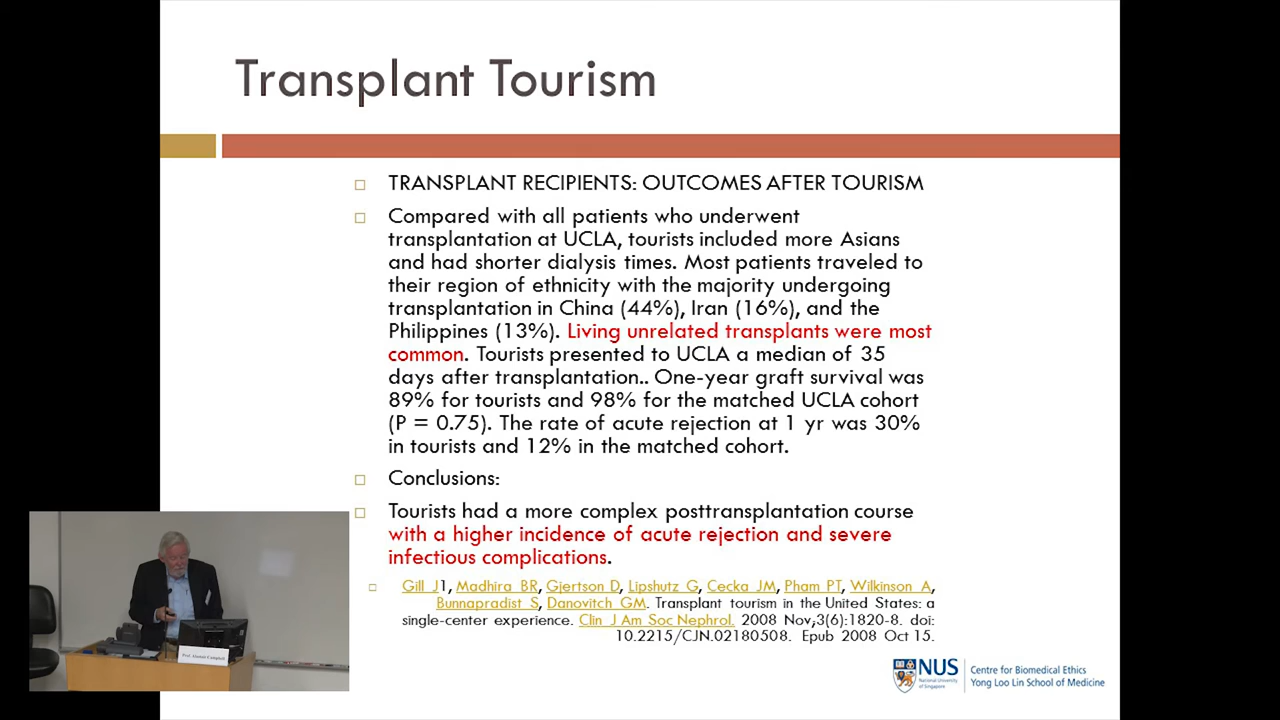 Transplant Tourism
TRANSPLANT RECIPIENTS: OUTCOMES AFTER TOURISM
Compared with all patients who underwent
transplantation at UCLA, tourists included more Asians
and had shorter dialysis times. Most patients traveled to
their region of ethnicity with the majority undergoing
transplantation in China (44%), Iran (16%), and the
Philippines (13%). Living unrelated transplants were most
common. Tourists presented to UCLA a median of 35
days after transplantation.. One-year graft survival was
89% for tourists and 98% for the matched UCLA cohort
(P = 0.75). The rate of acute rejection at 1 yr was 30%
in tourists and 12% in the matched cohort.
Conclusions:
Tourists had a more complex posttransplantation course
with a higher incidence of acute rejection and severe
infectious complications.
Gill J1, Madhira BR, Gjertson D, Lipshutz G, Cecka JM, Pham PT, Wilkinson A,
Bunnapradist S, Danovitch GM. Transplant tourism in the United States: a
single-center experience. Clin J Am Soc Nephrol. 2008 Nov;3(6):1820-8. doi:
10.2215/CJN.02180508. Epub 2008 Oct 15.
Prof. Alastair Campbell
NUS
National University
of Singapore
Centre for Biomedical Ethics
Yong Loo Lin School of Medicine